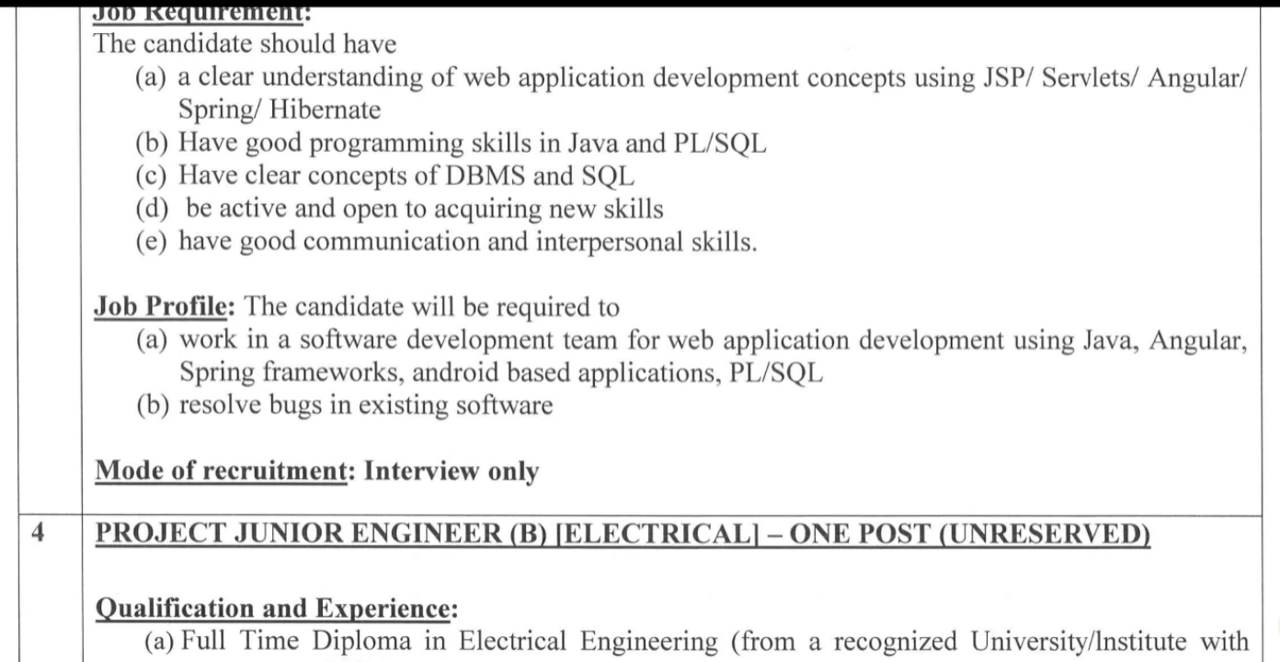 Job Requirement:
The candidate should have
(a) a clear understanding of web application development concepts using JSP/ Servlets/ Angular/
Spring/ Hibernate
(b) Have good programming skills in Java and PL/SQL
(c) Have clear concepts of DBMS and SQL
(d) be active and open to acquiring new skills
(e) have good communication and interpersonal skills.
Job Profile: The candidate will be required to
(a) work in a software development team for web application development using Java, Angular,
Spring frameworks, android based applications, PL/SQL
(b) resolve bugs in existing software
Mode of recruitment: Interview only
4 PROJECT JUNIOR ENGINEER (B) [ELECTRICAL] – ONE POST (UNRESERVED)
Qualification and Experience:
(a) Full Time Diploma in Electrical Engineering (from a recognized University/Institute with